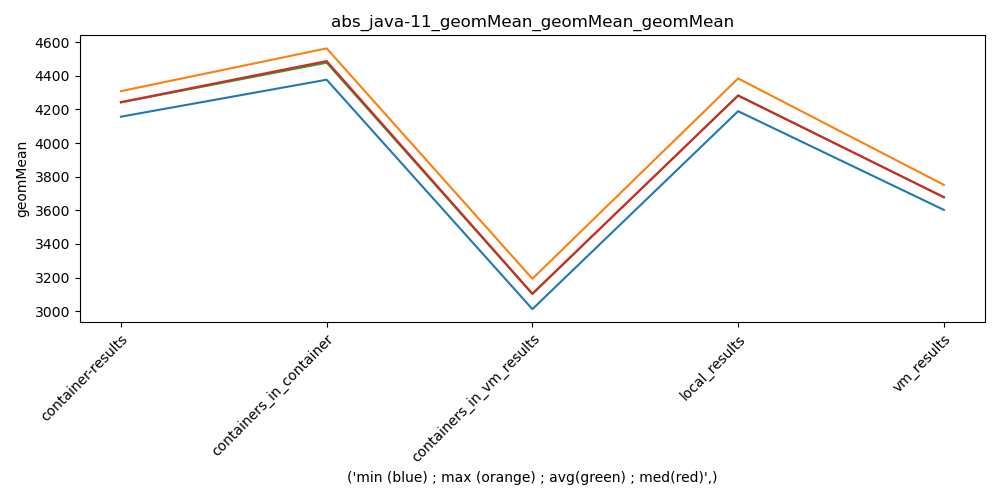 abs_java-11_geomMean_geomMean_geomMean
geomMean
4600
4400
4200
4000
3800
3600
3400
3200
3000
container-results
containers_in_container
containers_in_vm_results
local_results
vm_results
('min (blue) ; max (orange) ; avg(green) ; med(red)',)